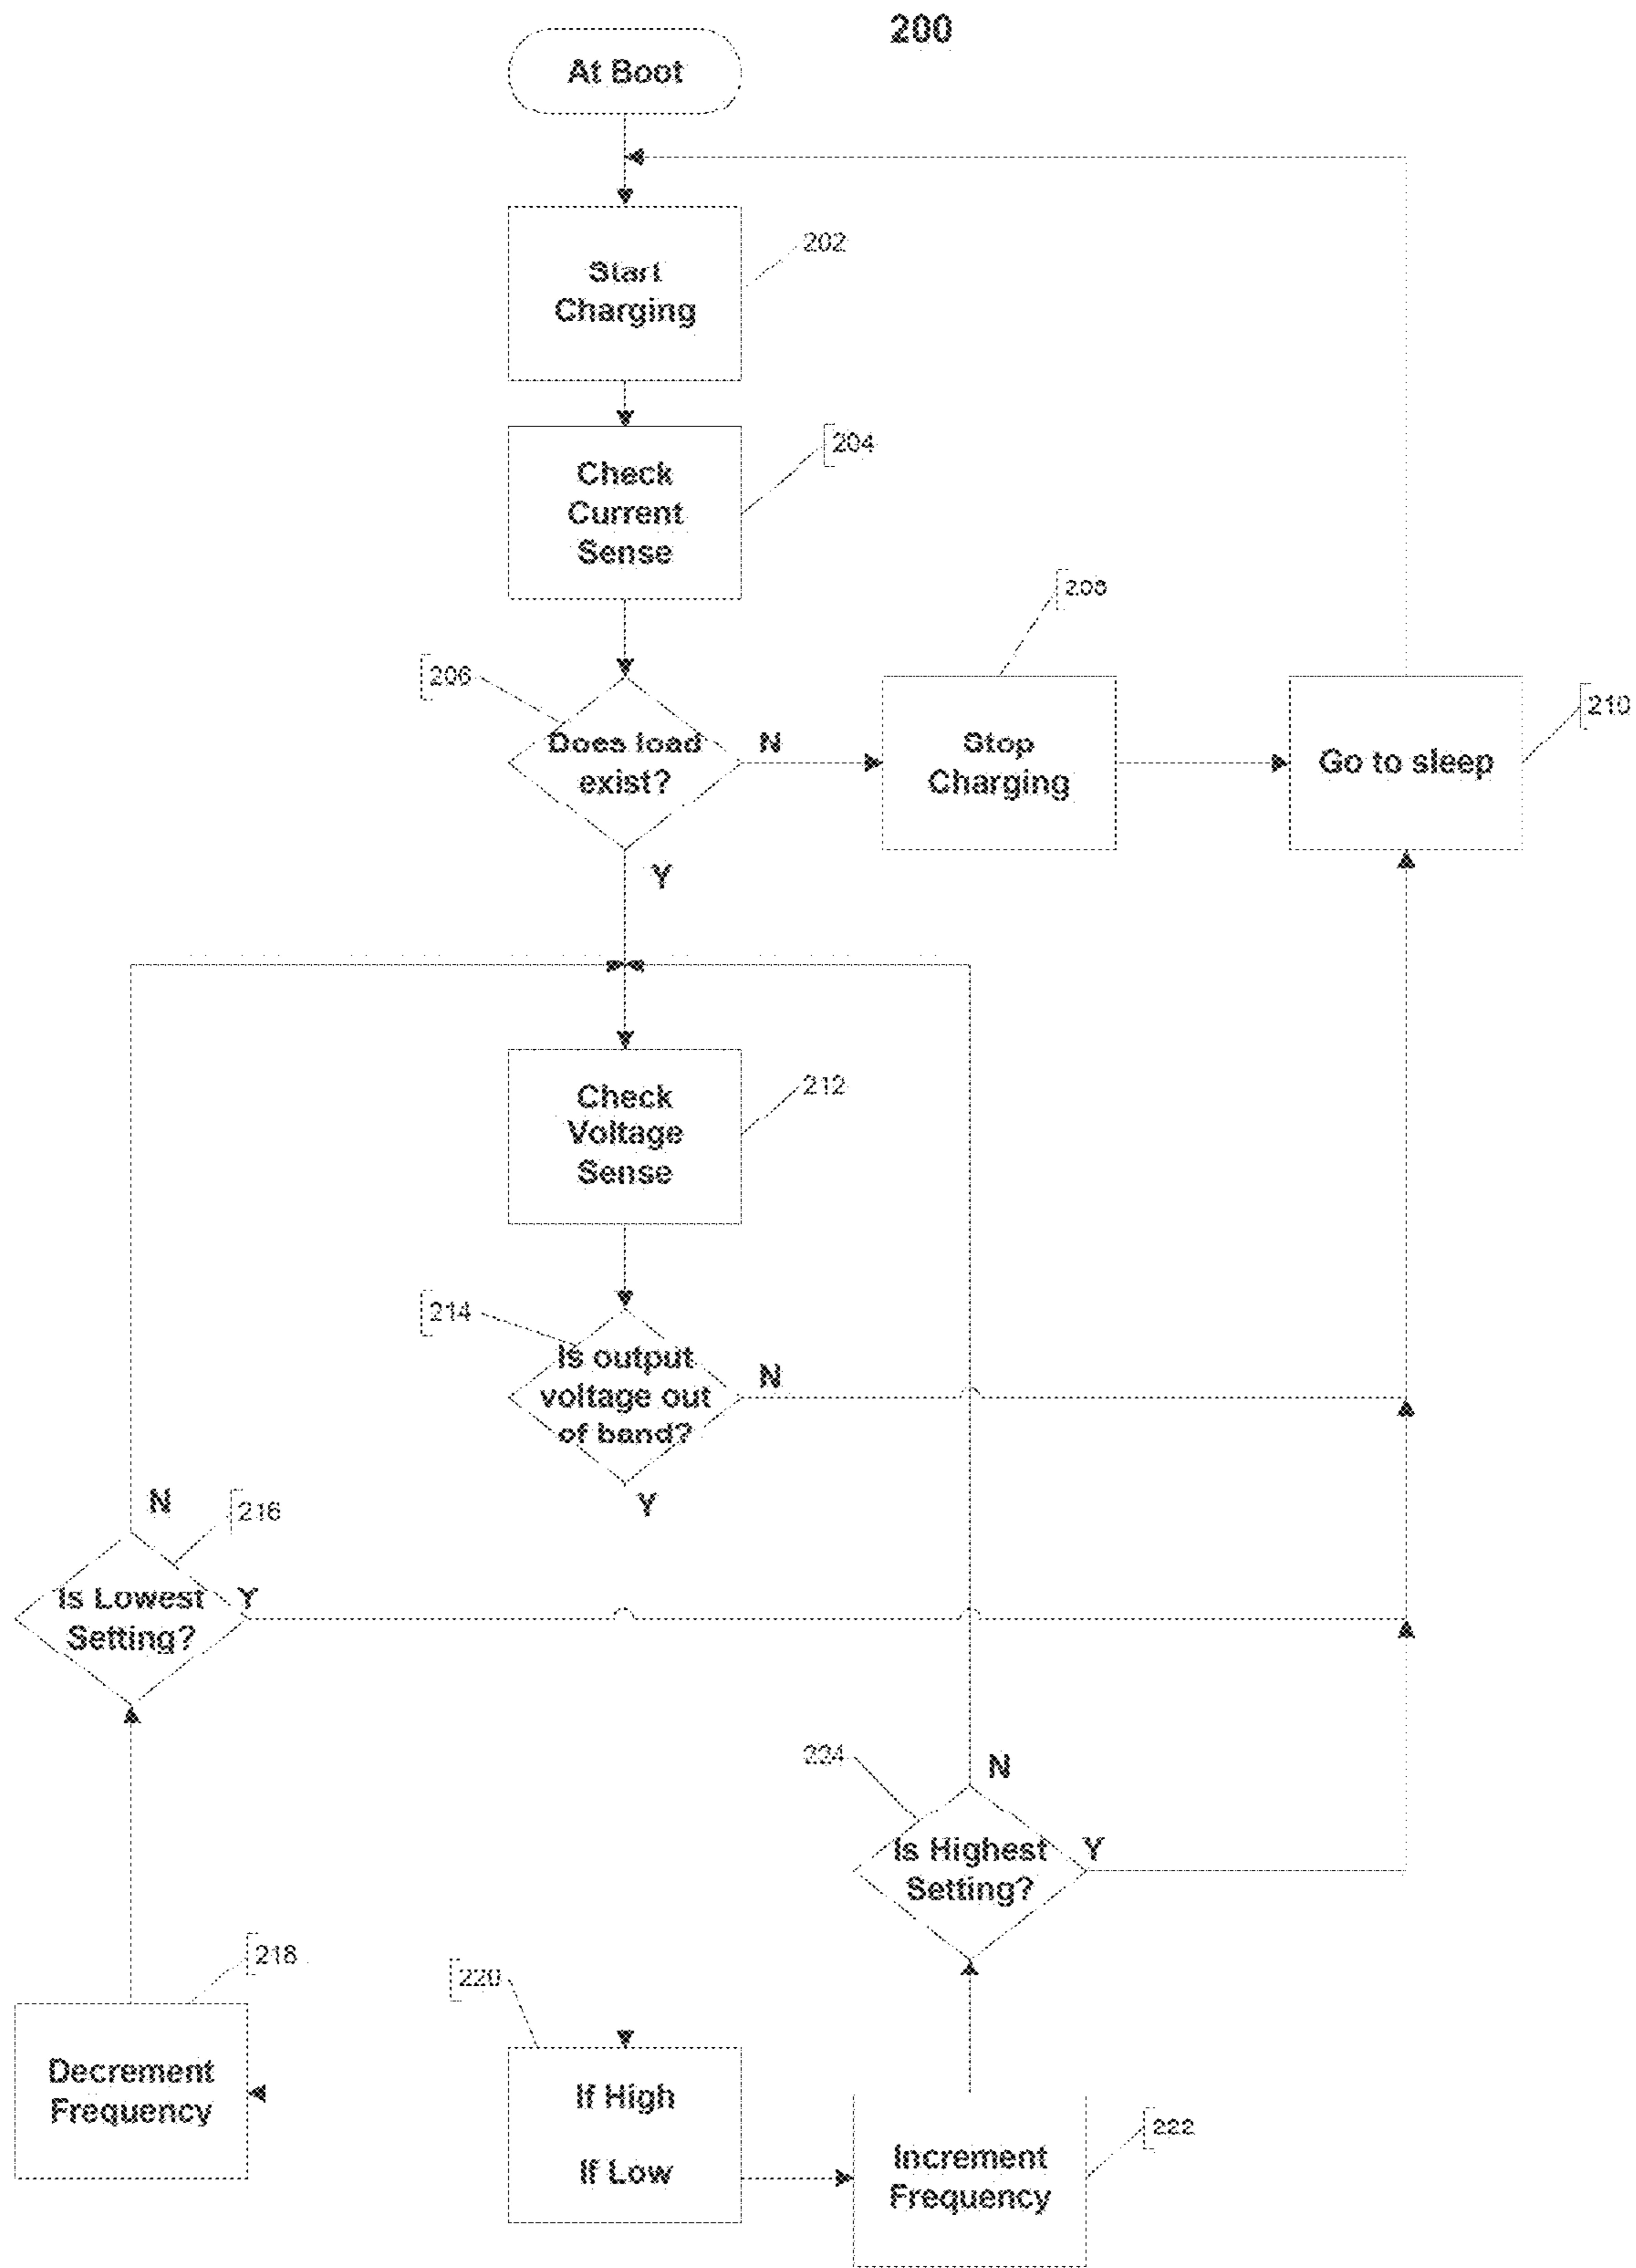 200
At Boot
202
Start
Charging
204
Check
Current
Sense
206
Does load
exist?
N
Y
208
Stop
Charging
210
Go to sleep
212
Check
Voltage
Sense
214
Is output
voltage out
of band?
N
Y
N
216
Is Lowest
Setting?
Y
224
N
Is Highest
Setting?
Y
218
Decrement
Frequency
220
If High
If Low
222
Increment
Frequency